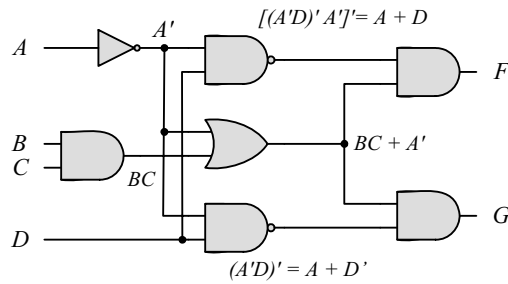 [(A'D)' A']'= A + D
A
A'
F
B
C
BC
BC + A'
D
G
(A'D)' = A + D’